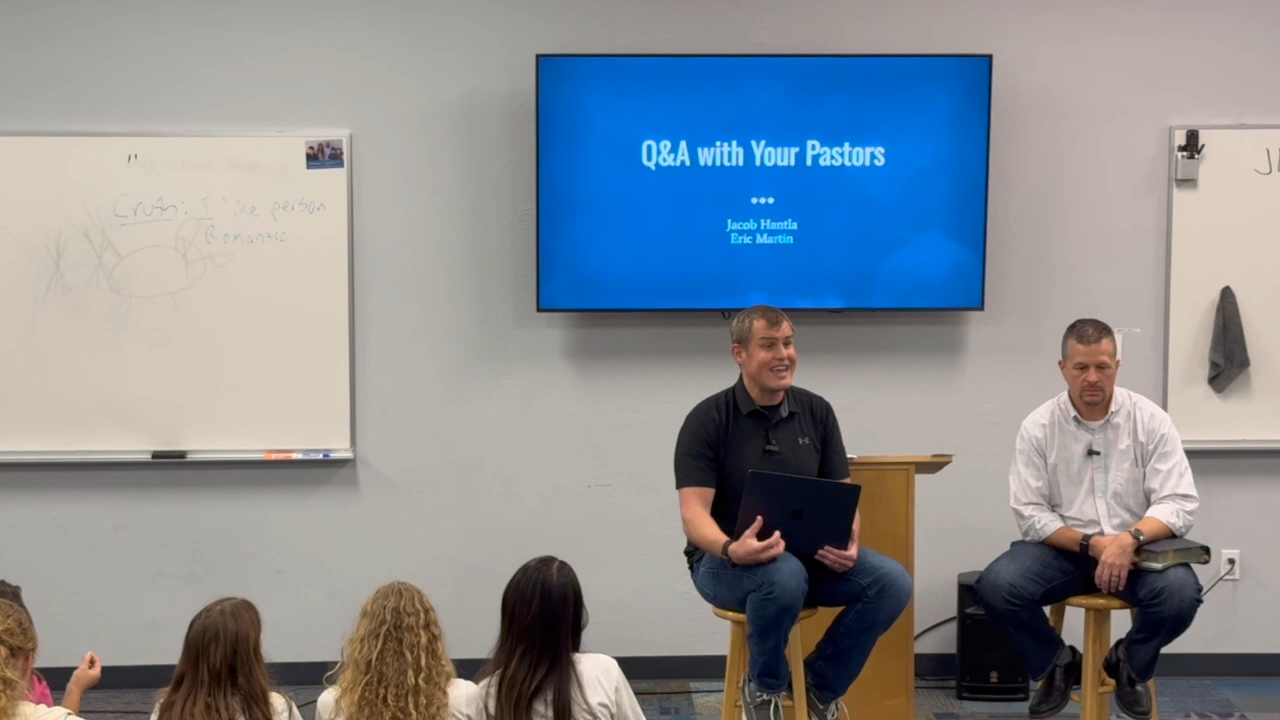 Crush: I like person
Romantic
Q&A with Your Pastors
Jacob Hantla
Eric Martin